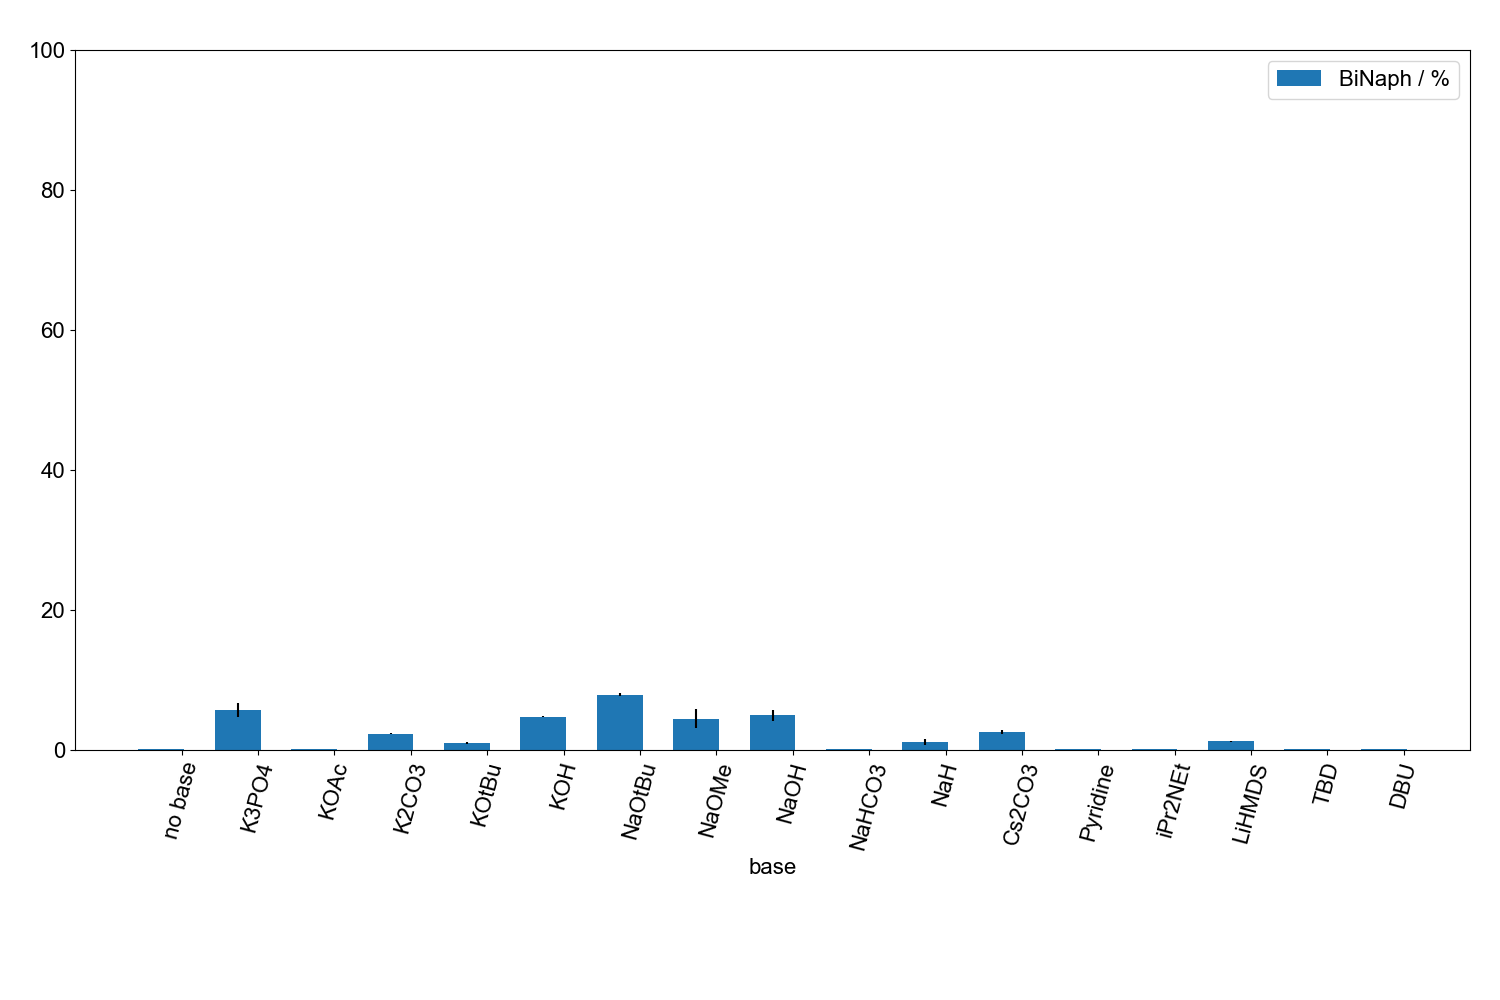 BiNaph / %
100
80
60
40
20
0
no base
K3PO4
KOAc
K2CO3
KOtBu
KOH
NaOtBu
NaOMe
NaOH
NaHCO3
NaH
Cs2CO3
Pyridine
iPr2NEt
LiHMDS
TBD
DBU
base